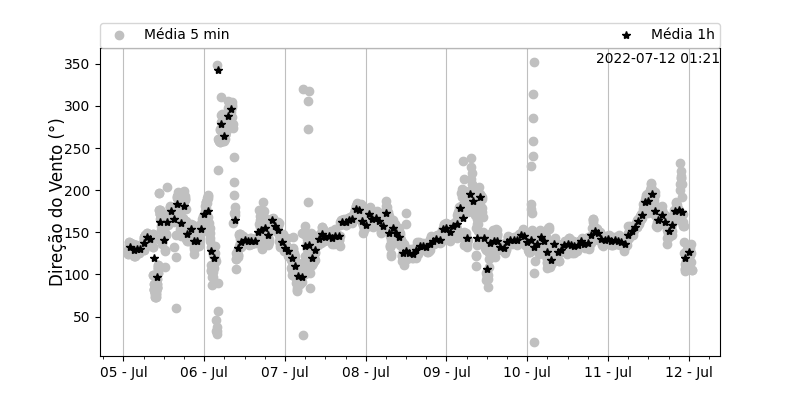 Média 5 min
Média 1h
2022-07-12 01:21
Direção do Vento (°)
350
300
250
200
150
100
50
05 - Jul
06 - Jul
07 - Jul
08 - Jul
09 - Jul
10 - Jul
11 - Jul
12 - Jul